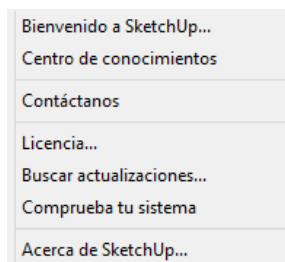 Bienvenido a SketchUp...
Centro de conocimientos
Contáctanos
Licencia...
Buscar actualizaciones...
Comprueba tu sistema
Acerca de SketchUp...